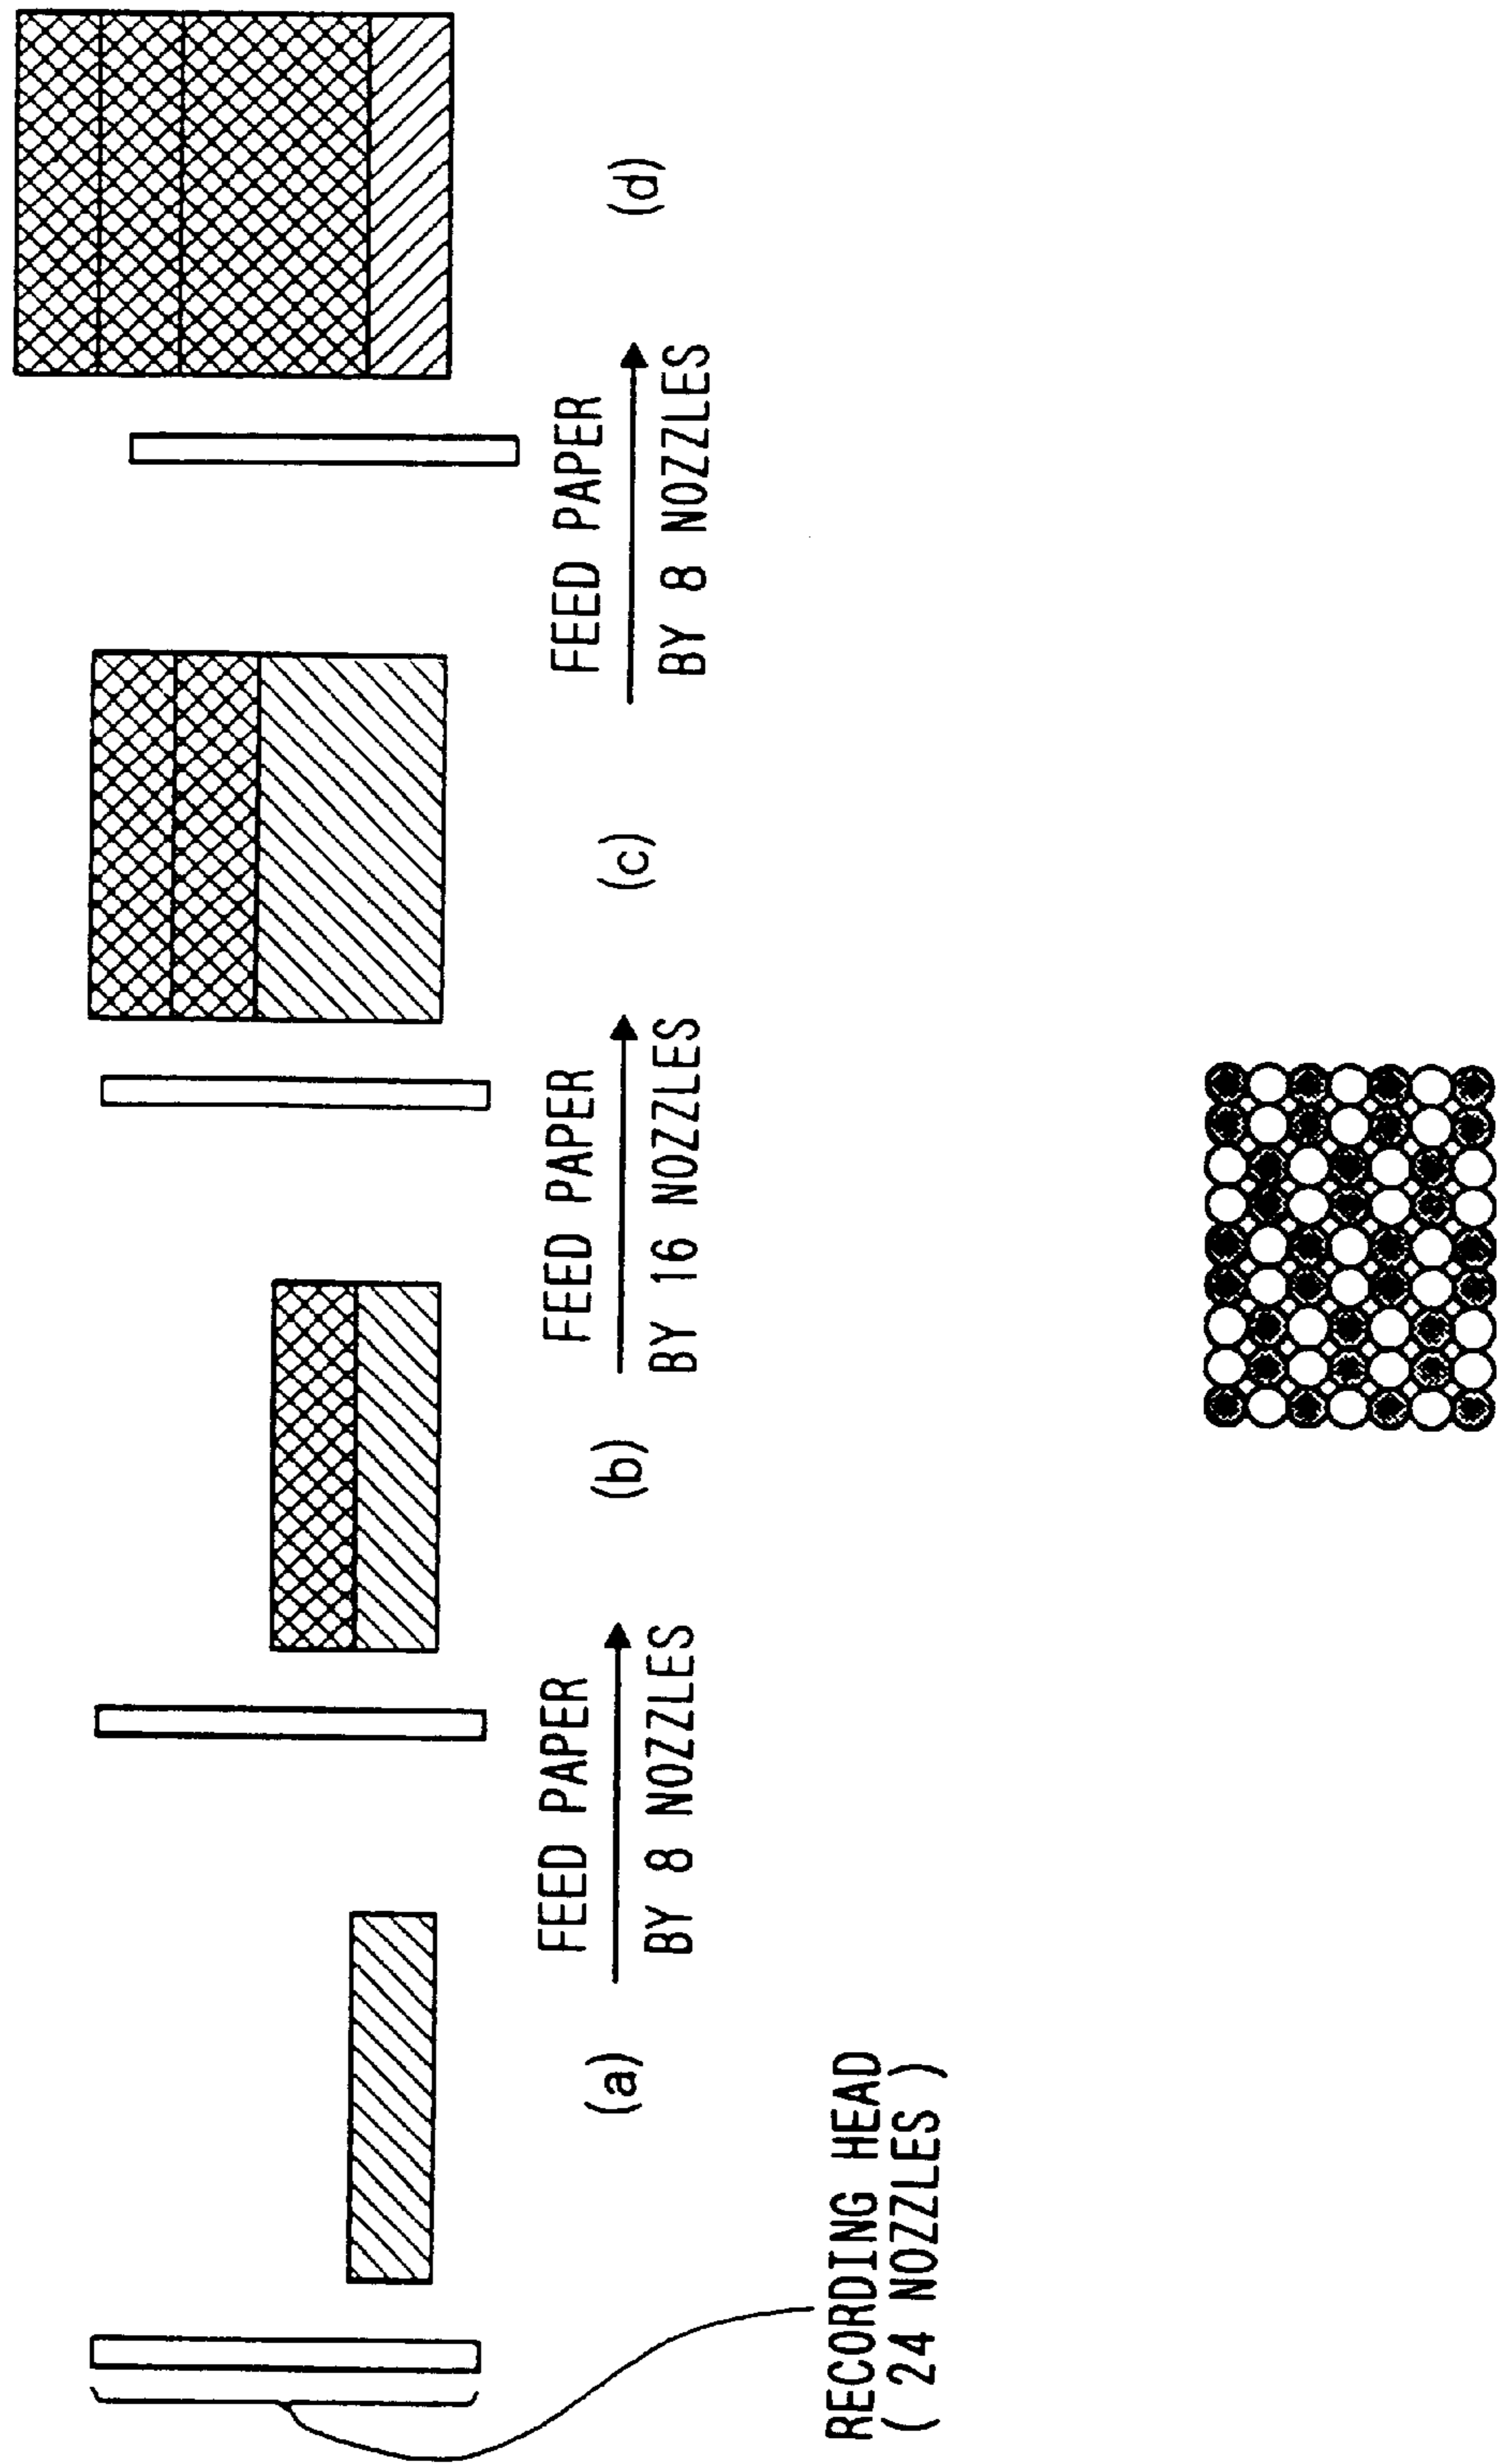 RECORDING HEAD
( 24 NOZZLES )
(a)
FEED PAPER
BY 8 NOZZLES
(b)
FEED PAPER
BY 16 NOZZLES
(c)
FEED PAPER
BY 8 NOZZLES
(d)